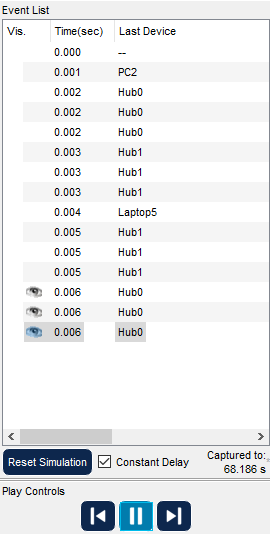 Event List
Vis. Time(sec) Last Device
0.000 --
0.001 PC2
0.002 Hub0
0.002 Hub0
0.002 Hub0
0.003 Hub1
0.003 Hub1
0.003 Hub1
0.004 Laptop5
0.005 Hub1
0.005 Hub1
0.005 Hub1
0.006 Hub0
0.006 Hub0
0.006 Hub0
Reset Simulation Constant Delay Captured to:
68.186 s
Play Controls